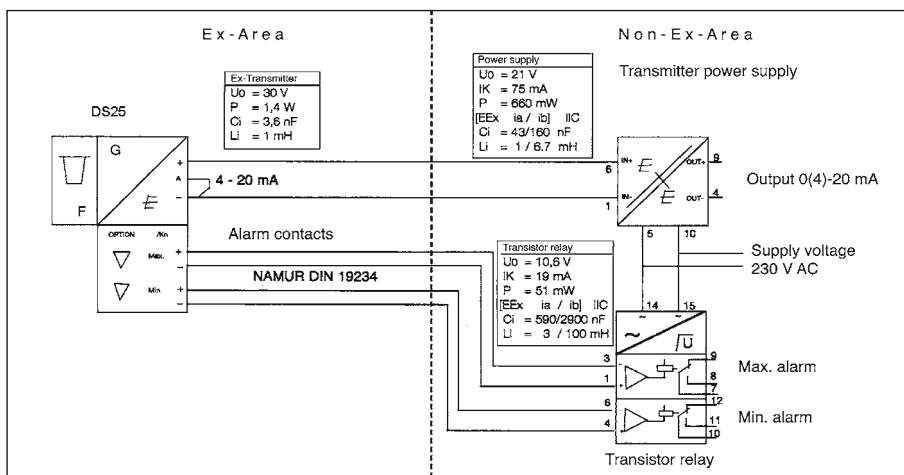 Ex-Area
Non-Ex-Area
Ex-Transmitter
Uo = 30 V
P = 1,4 W
Ci = 3,6 nF
Li = 1 mH
Power supply
Uo = 21 V
IK = 75 mA
P = 660 mW
[EEx ia / ib] IIC
Ci = 43/160 nF
Li = 1 / 6.7 mH
Transmitter power supply
DS25
G
F
E
+
A
-
4 - 20 mA
6
IN+
1
IN-
E
E
OUT+
9
OUT-
4
Output 0(4)-20 mA
5
10
Supply voltage
230 V AC
OPTION /Kn
Max. +
-
Min. +
-
Alarm contacts
NAMUR DIN 19234
Transistor relay
Uo = 10,6 V
IK = 19 mA
P = 51 mW
[EEx ia / ib] IIC
Ci = 590/2900 nF
Li = 3 / 100 mH
14
15
~
~
~
U
3
-
1
+
9
8
7
Max. alarm
6
-
4
+
12
11
10
Min. alarm
Transistor relay